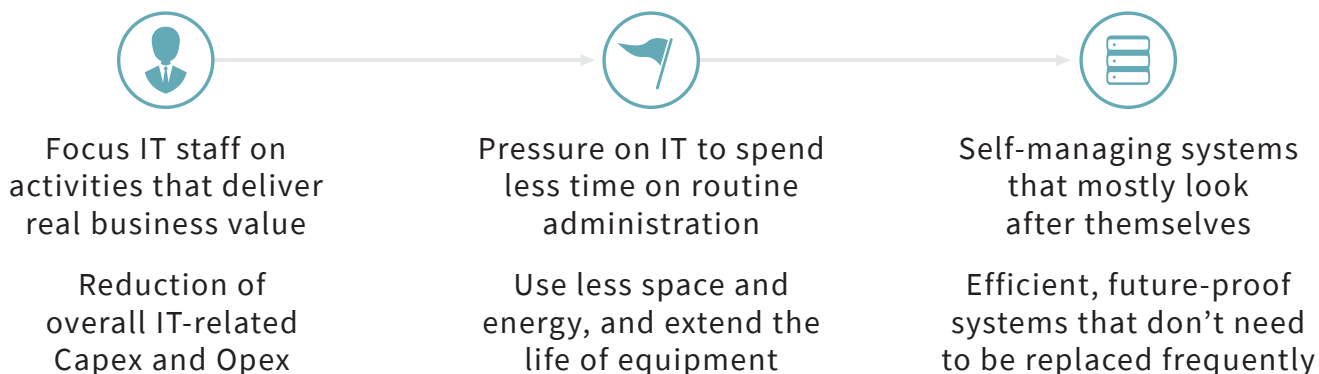 Focus IT staff on
activities that deliver
real business value
Pressure on IT to spend
less time on routine
administration
Self-managing systems
that mostly look
after themselves
Reduction of
overall IT-related
Capex and Opex
Use less space and
energy, and extend the
life of equipment
Efficient, future-proof
systems that don’t need
to be replaced frequently